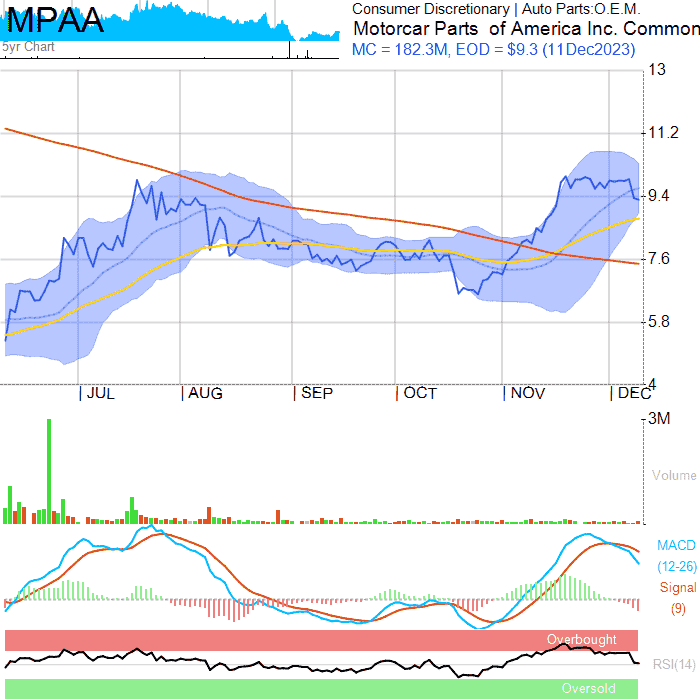 MPAA
5yr Chart
Consumer Discretionary | Auto Parts:O.E.M.
Motorcar Parts of America Inc. Common
MC = 182.3M, EOD = $9.3 (11Dec2023)
13
11.2
9.4
7.6
5.8
4
JUL AUG SEP OCT NOV DEC
3M
Volume
MACD
(12-26)
Signal
(9)
Overbought
RSI(14)
Oversold